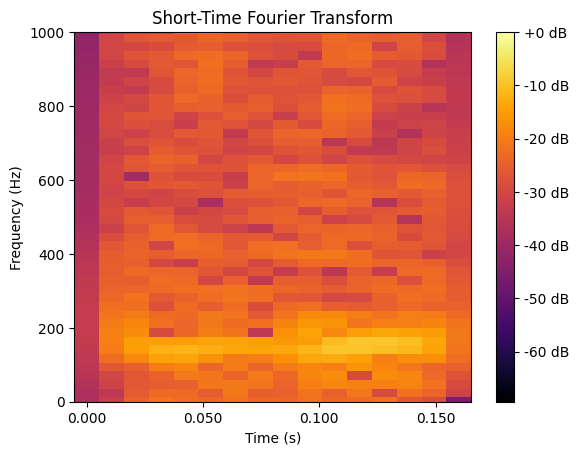 Short-Time Fourier Transform
1000
800
600
400
200
0
Frequency (Hz)
0.000
0.050
0.100
0.150
Time (s)
+0 dB
-10 dB
-20 dB
-30 dB
-40 dB
-50 dB
-60 dB